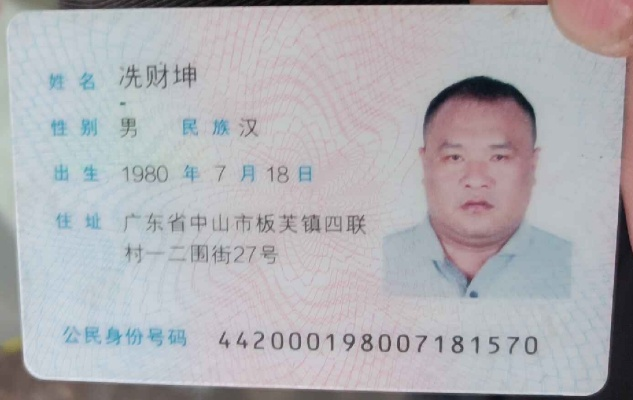 姓名 冼财坤
性别 男 民族 汉
出生 1980 年 7 月 18 日
住址 广东省中山市板芙镇四联
村一二围街27号
公民身份号码 442000198007181570